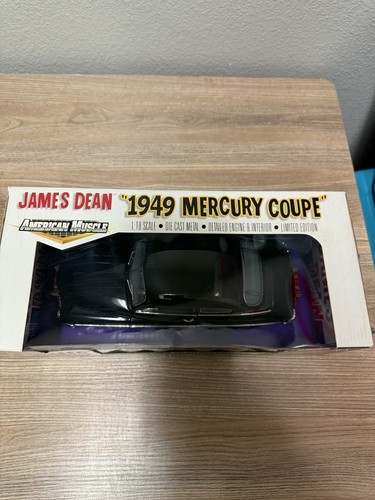 JAMES DEAN "1949 MERCURY COUPE"
AMERICAN MUSCLE 1:18 SCALE • DIE CAST METAL • DETAILED ENGINE & INTERIOR • LIMITED EDITION